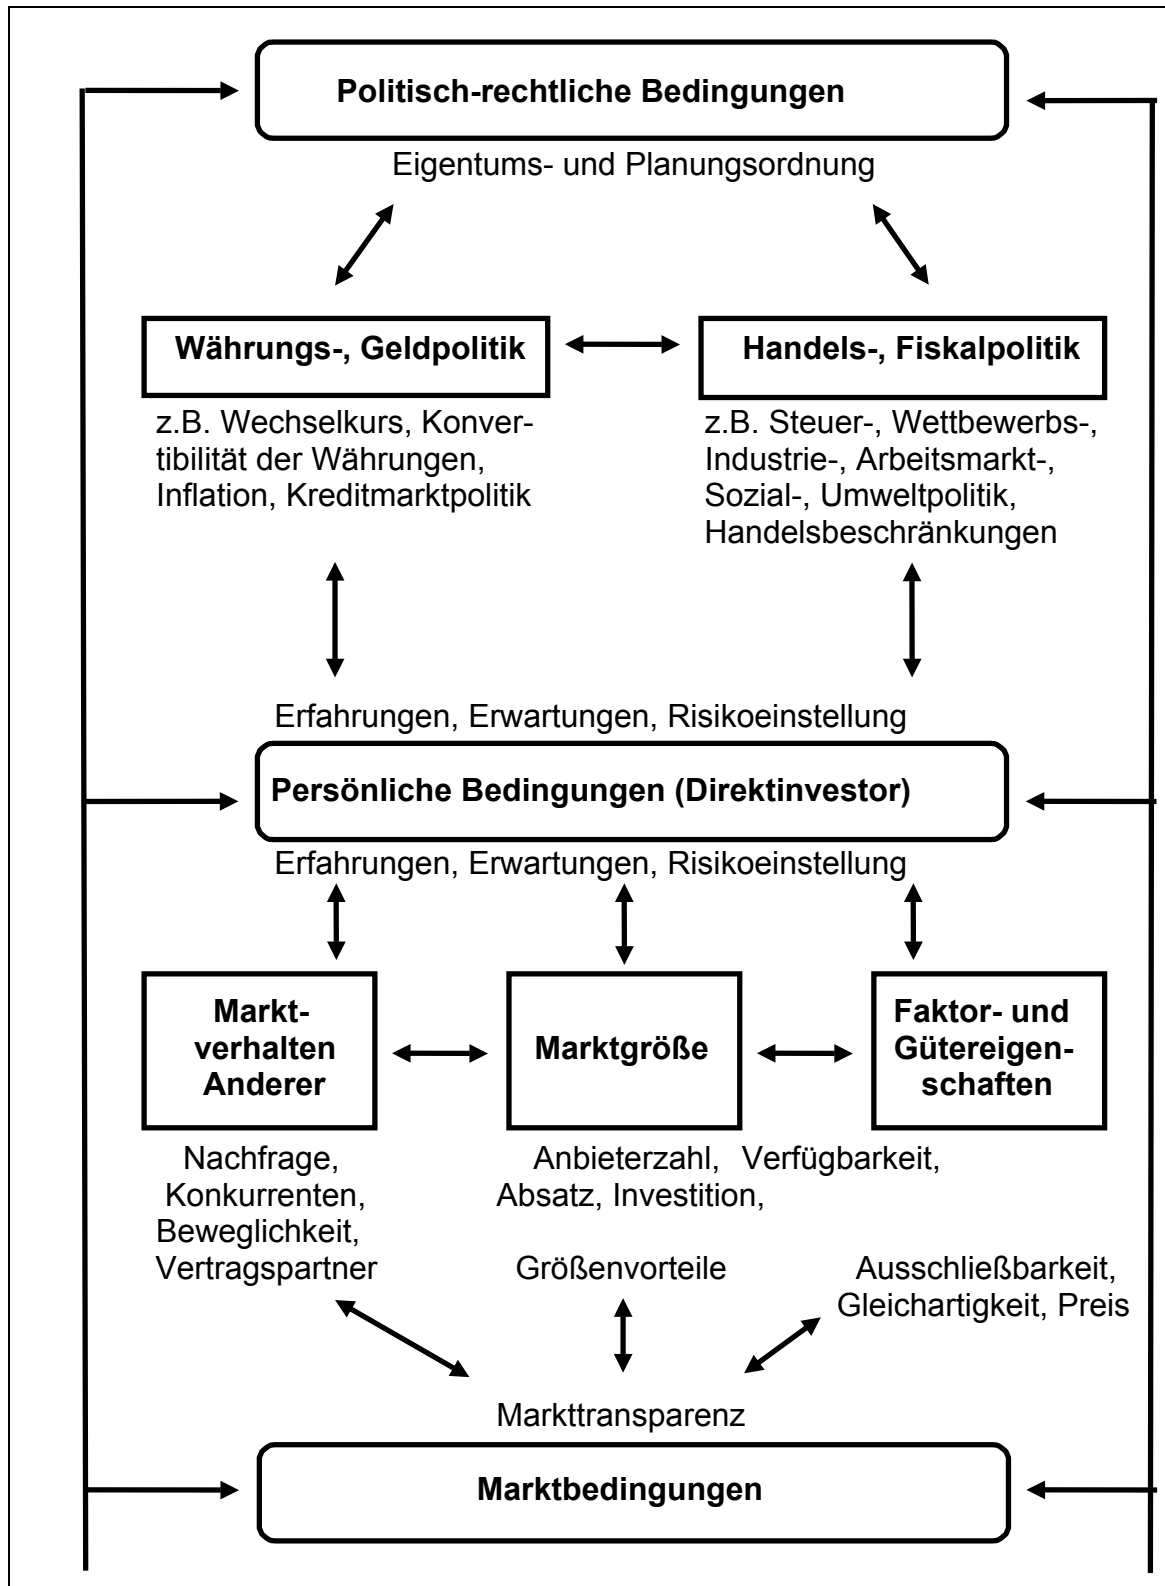 Politisch-rechtliche Bedingungen
Eigentums- und Planungsordnung
Währungs-, Geldpolitik
z.B. Wechselkurs, Konver-
tibilität der Währungen,
Inflation, Kreditmarktpolitik
Handels-, Fiskalpolitik
z.B. Steuer-, Wettbewerbs-,
Industrie-, Arbeitsmarkt-,
Sozial-, Umweltpolitik,
Handelsbeschränkungen
Erfahrungen, Erwartungen, Risikoeinstellung
Persönliche Bedingungen (Direktinvestor)
Erfahrungen, Erwartungen, Risikoeinstellung
Markt-
verhalten
Anderer
Nachfrage,
Konkurrenten,
Beweglichkeit,
Vertragspartner
Marktgröße
Anbieterzahl,
Absatz, Investition,
Größenvorteile
Faktor- und
Gütereigen-
schaften
Verfügbarkeit,
Ausschließbarkeit,
Gleichartigkeit, Preis
Markttransparenz
Marktbedingungen